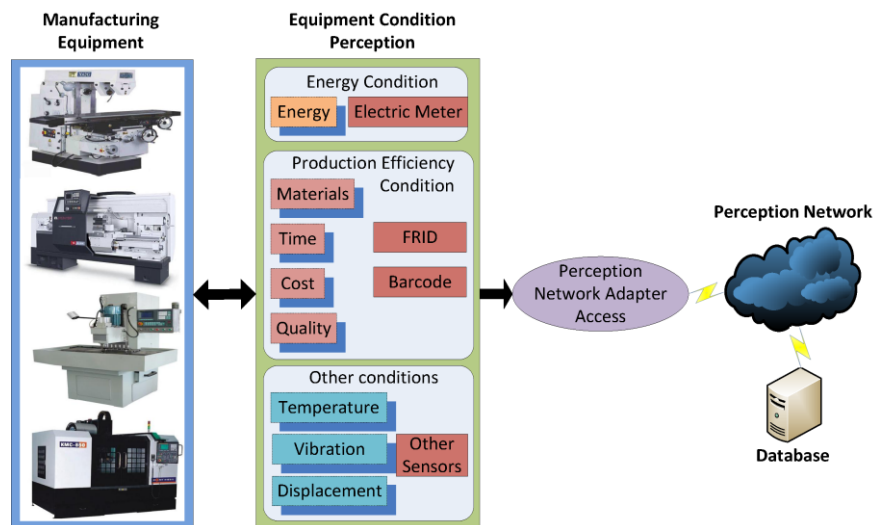 Manufacturing
Equipment
Equipment Condition
Perception
Energy Condition
Energy
Electric Meter
Production Efficiency
Condition
Materials
Time
FRID
Cost
Barcode
Quality
Other conditions
Temperature
Vibration
Other
Sensors
Displacement
Perception
Network Adapter
Access
Perception Network
Database